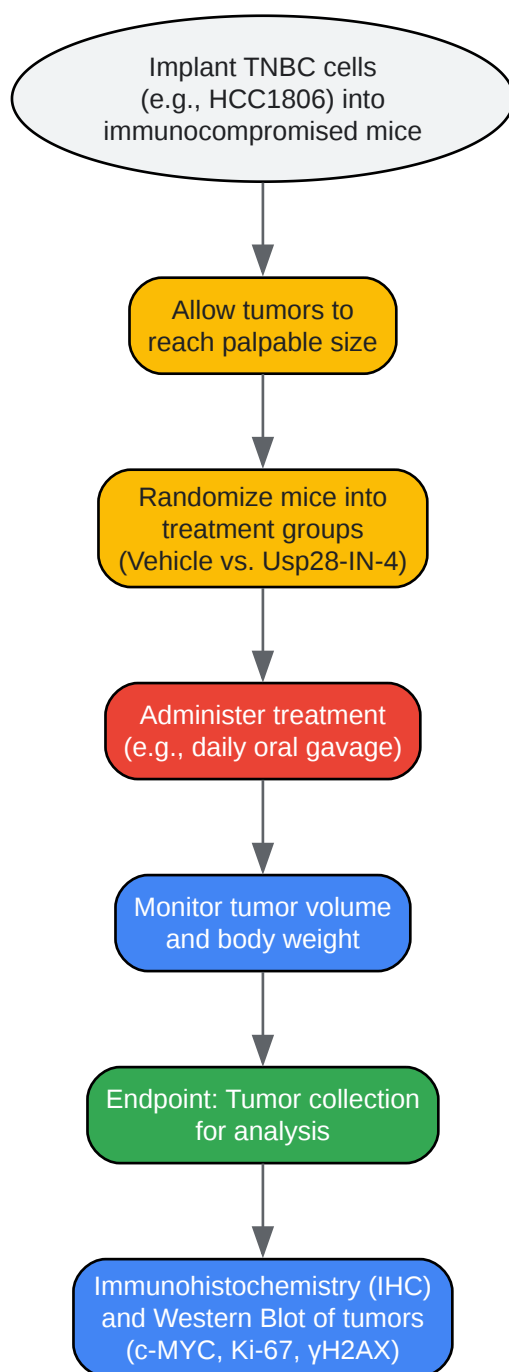 Implant TNBC cells
(e.g., HCC1806) into
immunocompromised mice
Allow tumors to
reach palpable size
Randomize mice into
treatment groups
(Vehicle vs. Usp28-IN-4)
Administer treatment
(e.g., daily oral gavage)
Monitor tumor volume
and body weight
Endpoint: Tumor collection
for analysis
Immunohistochemistry (IHC)
and Western Blot of tumors
(c-MYC, Ki-67, γH2AX)